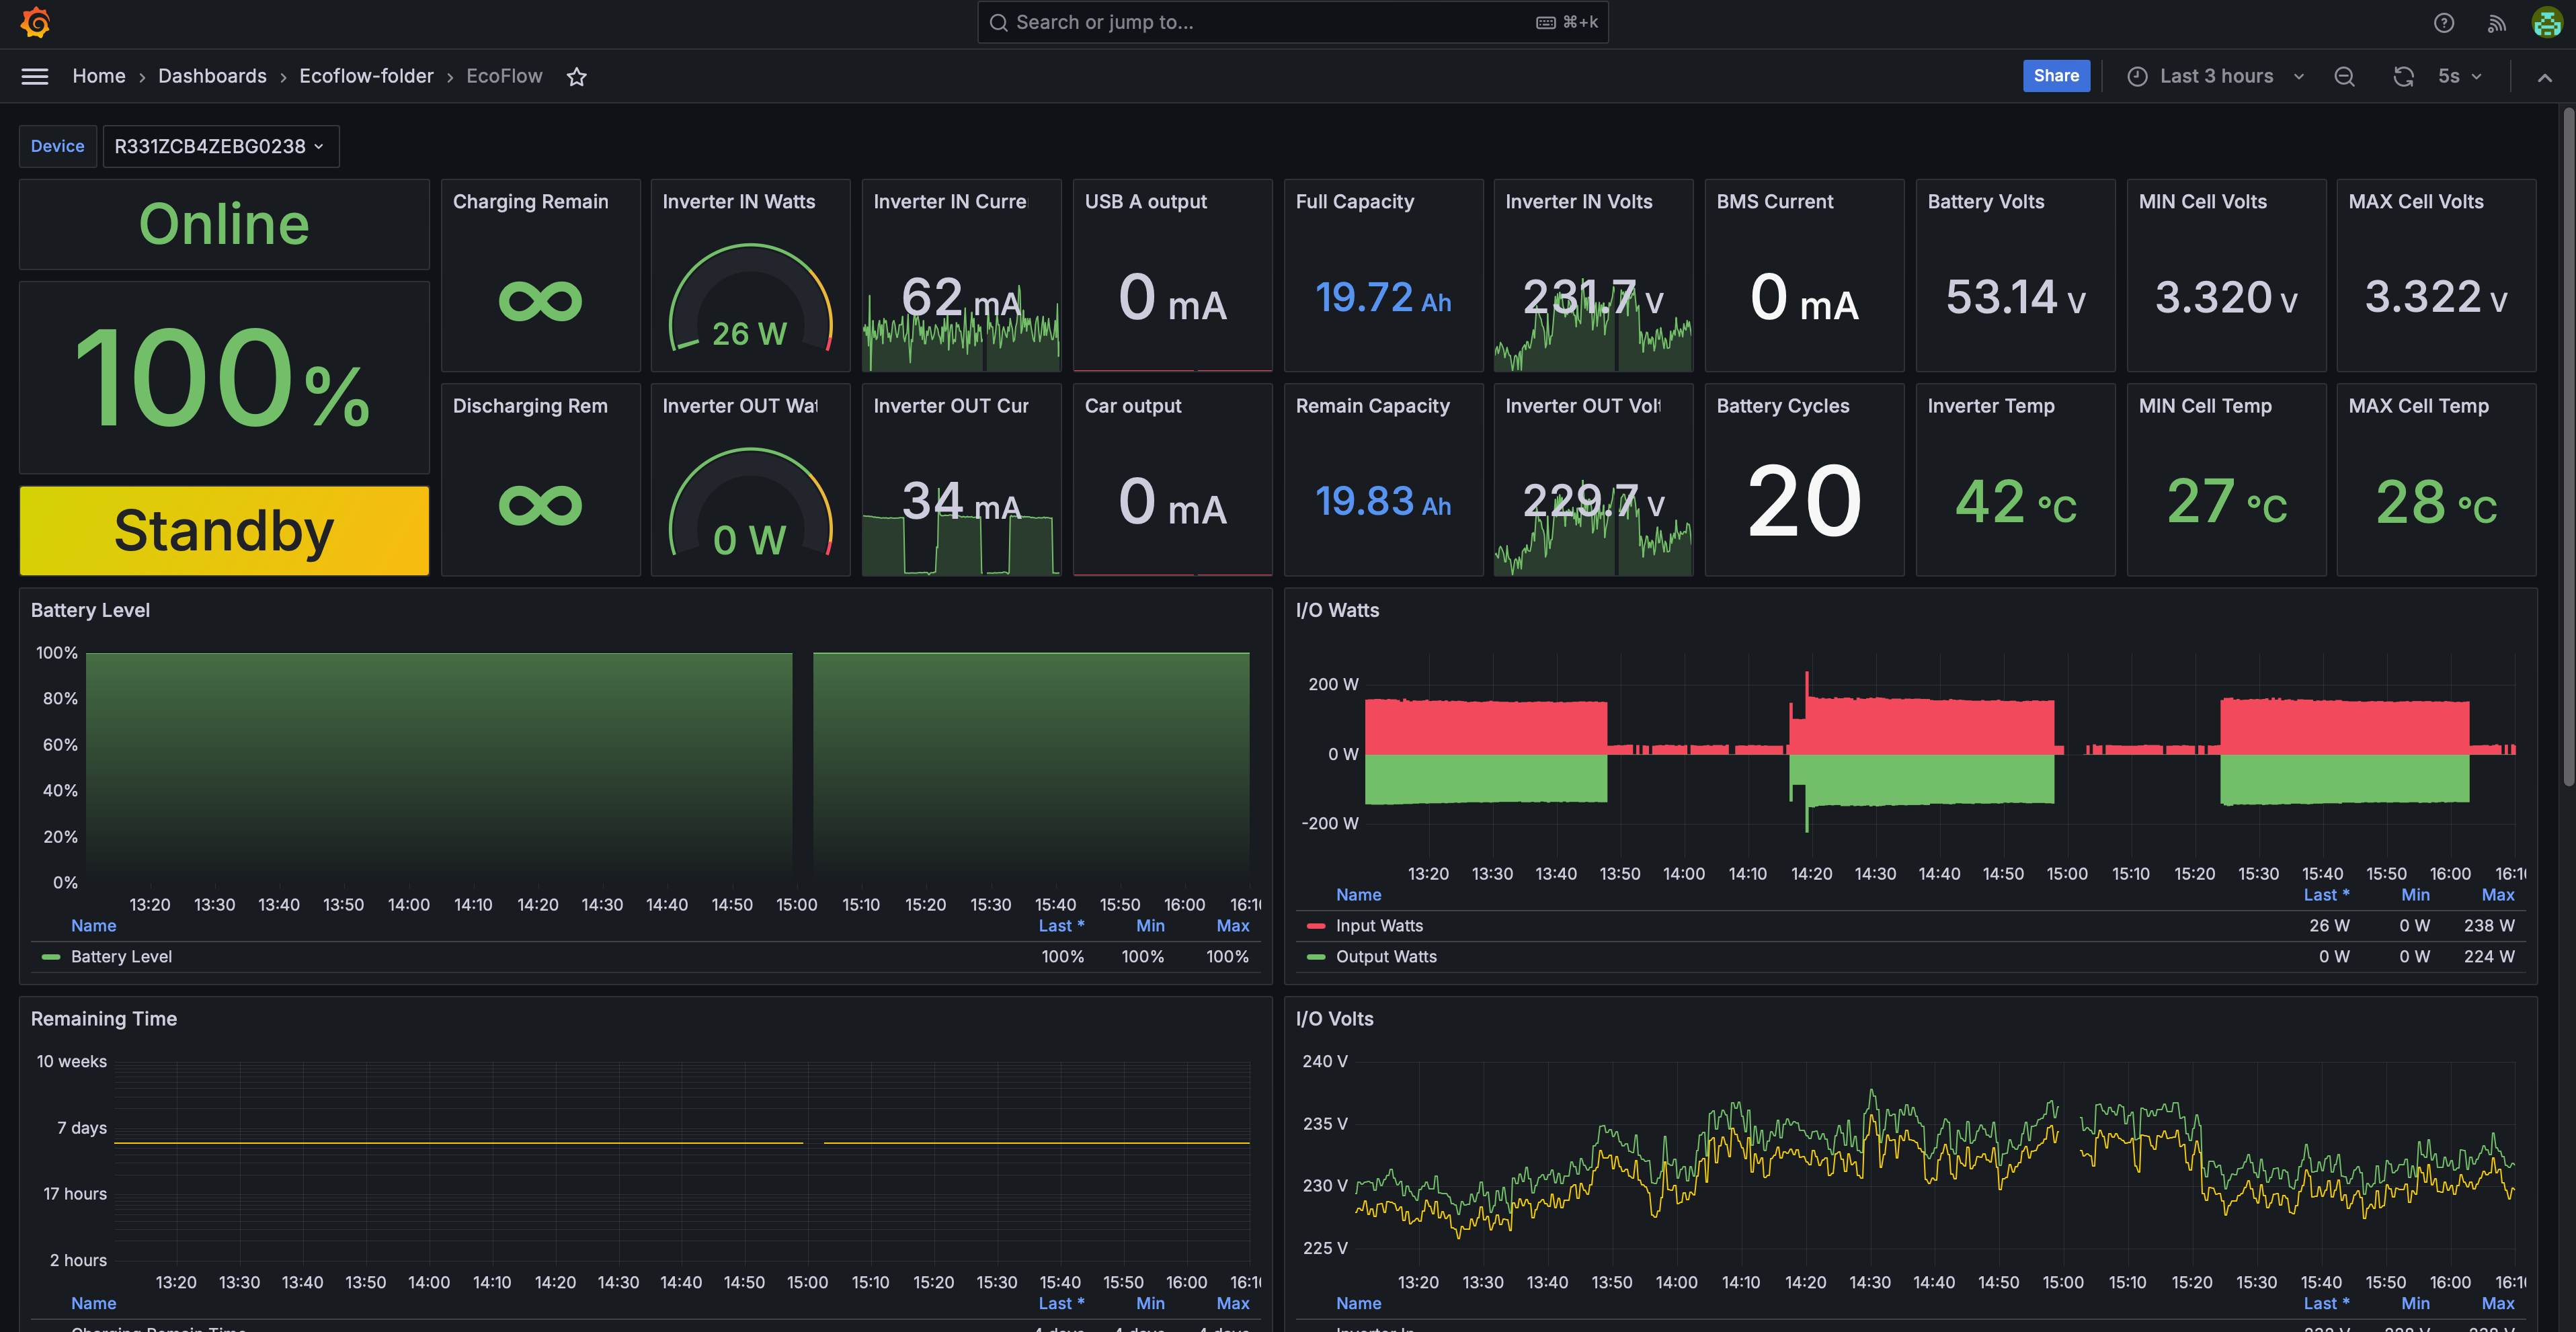 Search or jump to... ⌘+k
Home › Dashboards › Ecoflow-folder › EcoFlow
Share Last 3 hours 5s
Device R331ZCB4ZEBG0238
Online
100%
Standby
Charging Remain
∞
Inverter IN Watts
26 W
Inverter IN Curre
62 mA
USB A output
0 mA
Full Capacity
19.72 Ah
Inverter IN Volts
231.7 V
BMS Current
0 mA
Battery Volts
53.14 V
MIN Cell Volts
3.320 V
MAX Cell Volts
3.322 V
Discharging Rem
∞
Inverter OUT Wat
0 W
Inverter OUT Cur
34 mA
Car output
0 mA
Remain Capacity
19.83 Ah
Inverter OUT Volt
229.7 V
Battery Cycles
20
Inverter Temp
42 °C
MIN Cell Temp
27 °C
MAX Cell Temp
28 °C
Battery Level
100%
80%
60%
40%
20%
0%
13:20 13:30 13:40 13:50 14:00 14:10 14:20 14:30 14:40 14:50 15:00 15:10 15:20 15:30 15:40 15:50 16:00 16:1
Name Last * Min Max
Battery Level 100% 100% 100%
I/O Watts
200 W
0 W
-200 W
13:20 13:30 13:40 13:50 14:00 14:10 14:20 14:30 14:40 14:50 15:00 15:10 15:20 15:30 15:40 15:50 16:00 16:1
Name Last * Min Max
Input Watts 26 W 0 W 238 W
Output Watts 0 W 0 W 224 W
Remaining Time
10 weeks
7 days
17 hours
2 hours
13:20 13:30 13:40 13:50 14:00 14:10 14:20 14:30 14:40 14:50 15:00 15:10 15:20 15:30 15:40 15:50 16:00 16:1
Name Last * Min Max
Charging Remain Time 4 days 4 days 4 days
I/O Volts
240 V
235 V
230 V
225 V
13:20 13:30 13:40 13:50 14:00 14:10 14:20 14:30 14:40 14:50 15:00 15:10 15:20 15:30 15:40 15:50 16:00 16:1
Name Last * Min Max
Inverter In